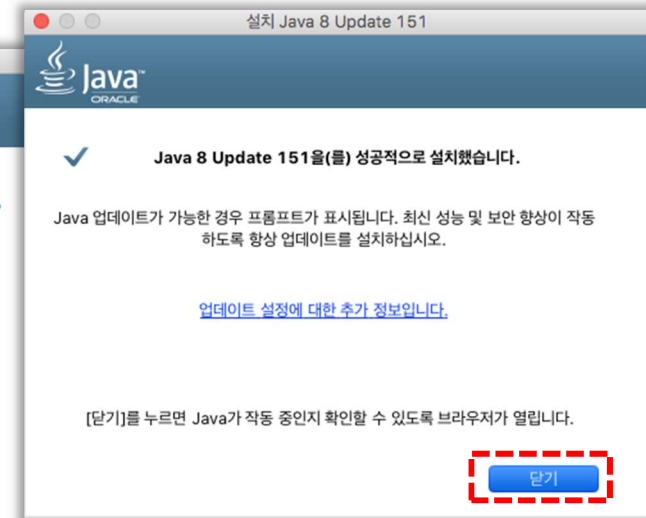 설치 Java 8 Update 151
Java™
ORACLE
Java 8 Update 151을(를) 성공적으로 설치했습니다.
Java 업데이트가 가능한 경우 프롬프트가 표시됩니다. 최신 성능 및 보안 향상이 작동
하도록 항상 업데이트를 설치하십시오.
업데이트 설정에 대한 추가 정보입니다.
[닫기]를 누르면 Java가 작동 중인지 확인할 수 있도록 브라우저가 열립니다.
닫기